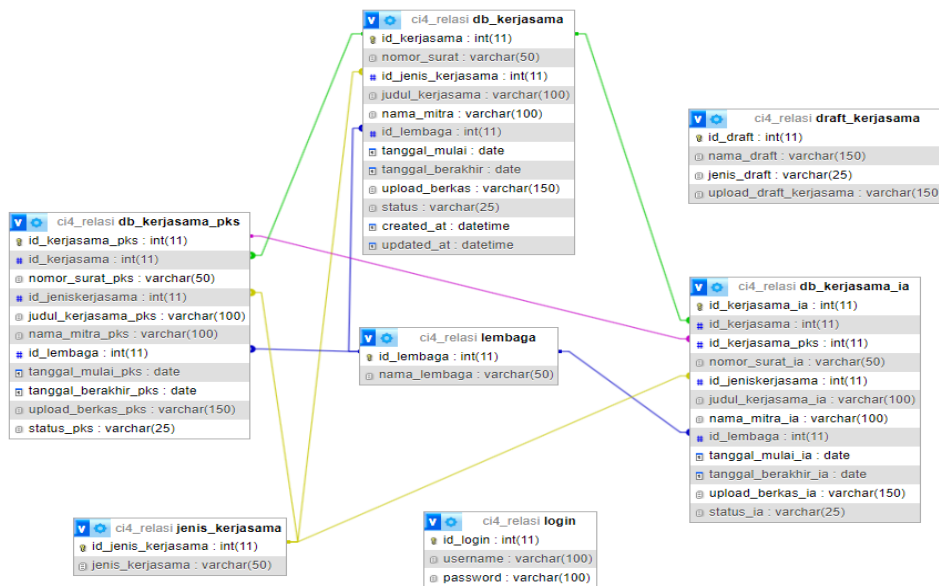 ci4_relasi db_kerjasama
id_kerjasama : int(11)
nomor_surat : varchar(50)
id_jenis_kerjasama : int(11)
judul_kerjasama : varchar(100)
nama_mitra : varchar(100)
id_lembaga : int(11)
tanggal_mulai : date
tanggal_berakhir : date
upload_berkas : varchar(150)
status : varchar(25)
created_at : datetime
updated_at : datetime
ci4_relasi draft_kerjasama
id_draft : int(11)
nama_draft : varchar(150)
jenis_draft : varchar(25)
upload_draft_kerjasama : varchar(150
ci4_relasi db_kerjasama_pks
id_kerjasama_pks : int(11)
id_kerjasama : int(11)
nomor_surat_pks : varchar(50)
id_jeniskerjasama : int(11)
judul_kerjasama_pks : varchar(100)
nama_mitra_pks : varchar(100)
id_lembaga : int(11)
tanggal_mulai_pks : date
tanggal_berakhir_pks : date
upload_berkas_pks : varchar(150)
status_pks : varchar(25)
ci4_relasi db_kerjasama_ia
id_kerjasama_ia : int(11)
id_kerjasama : int(11)
id_kerjasama_pks : int(11)
nomor_surat_ia : varchar(50)
id_jeniskerjasama : int(11)
judul_kerjasama_ia : varchar(100)
nama_mitra_ia : varchar(100)
id_lembaga : int(11)
tanggal_mulai_ia : date
tanggal_berakhir_ia : date
upload_berkas_ia : varchar(150)
status_ia : varchar(25)
ci4_relasi lembaga
id_lembaga : int(11)
nama_lembaga : varchar(50)
ci4_relasi jenis_kerjasama
id_jenis_kerjasama : int(11)
jenis_kerjasama : varchar(50)
ci4_relasi login
id_login : int(11)
username : varchar(100)
password : varchar(100)